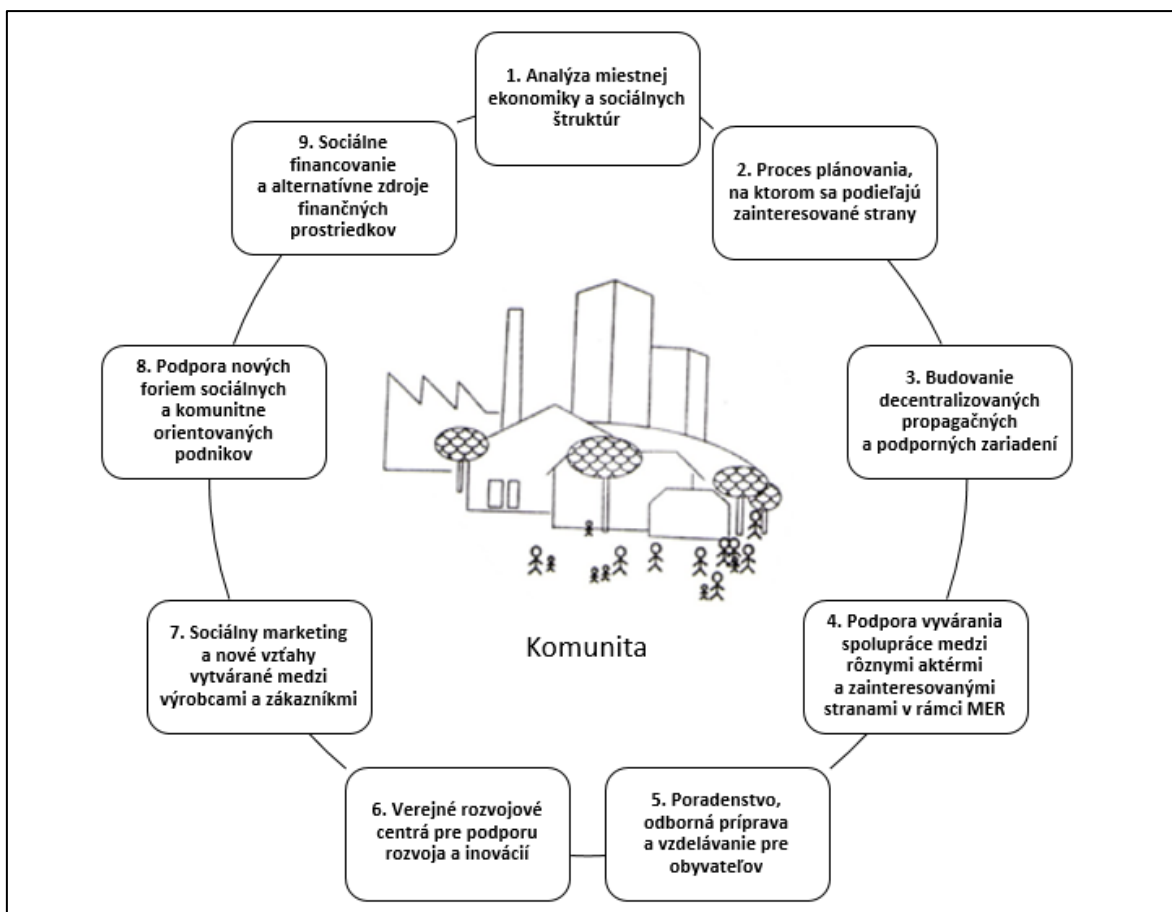 1. Analýza miestnej
ekonomiky a sociálnych
štruktúr
2. Proces plánovania,
na ktorom sa podieľajú
zainteresované strany
3. Budovanie
decentralizovaných
propagačných
a podporných zariadení
4. Podpora vyvárania
spolupráce medzi
rôznymi aktérmi
a zainteresovanými
stranami v rámci MER
5. Poradenstvo,
odborná príprava
a vzdelávanie pre
obyvateľov
6. Verejné rozvojové
centrá pre podporu
rozvoja a inovácií
7. Sociálny marketing
a nové vzťahy
vytvárané medzi
výrobcami a zákazníkmi
8. Podpora nových
foriem sociálnych
a komunitne
orientovaných
podnikov
9. Sociálne
financovanie
a alternatívne zdroje
finančných
prostriedkov
Komunita